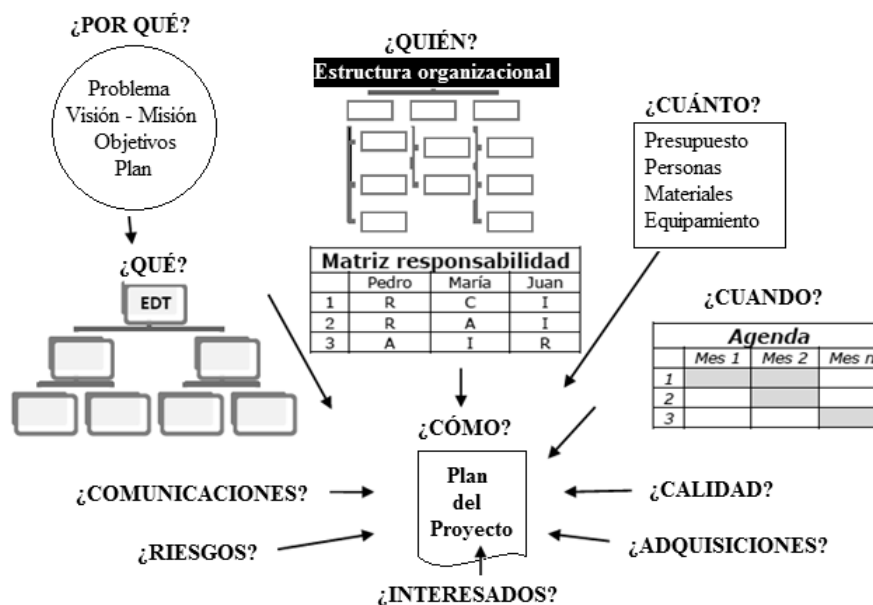 ¿POR QUÉ?
Problema
Visión - Misión
Objetivos
Plan
¿QUIÉN?
Estructura organizacional
¿CUÁNTO?
Presupuesto
Personas
Materiales
Equipamiento
¿QUÉ?
EDT
Matriz responsabilidad
Pedro María Juan
1 R C I
2 R A I
3 A I R
¿CUANDO?
Agenda
Mes 1 Mes 2 Mes n
1
2
3
¿CÓMO?
Plan
del
Proyecto
¿COMUNICACIONES?
¿CALIDAD?
¿RIESGOS?
¿ADQUISICIONES?
¿INTERESADOS?